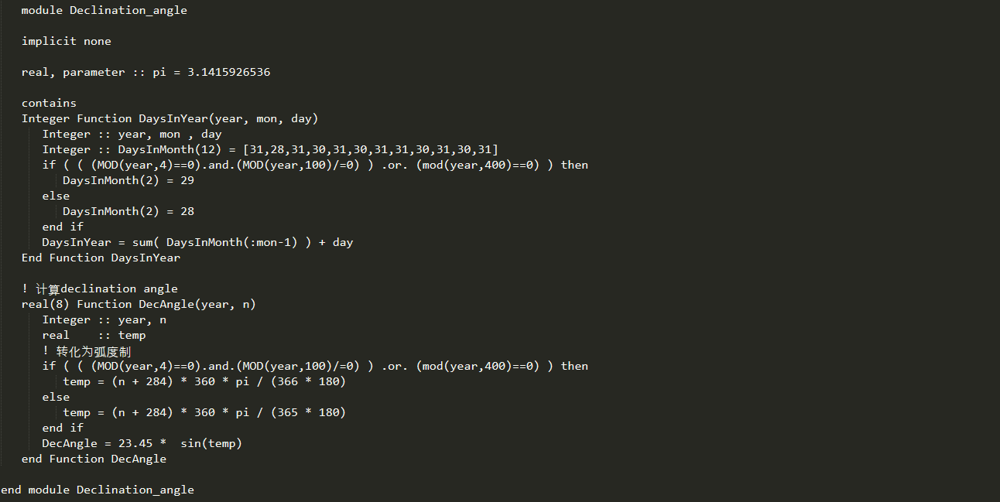 module Declination_angle
implicit none
real, parameter :: pi = 3.1415926536
contains
Integer Function DaysInYear(year, mon, day)
Integer :: year, mon , day
Integer :: DaysInMonth(12) = [31,28,31,30,31,30,31,31,30,31,30,31]
if ( ( (MOD(year,4)==0).and.(MOD(year,100)/=0) ) .or. (mod(year,400)==0) ) then
DaysInMonth(2) = 29
else
DaysInMonth(2) = 28
end if
DaysInYear = sum( DaysInMonth(:mon-1) ) + day
End Function DaysInYear
! 计算declination angle
real(8) Function DecAngle(year, n)
Integer :: year, n
real    :: temp
! 转化为弧度制
if ( ( (MOD(year,4)==0).and.(MOD(year,100)/=0) ) .or. (mod(year,400)==0) ) then
temp = (n + 284) * 360 * pi / (366 * 180)
else
temp = (n + 284) * 360 * pi / (365 * 180)
end if
DecAngle = 23.45 *  sin(temp)
end Function DecAngle
end module Declination_angle